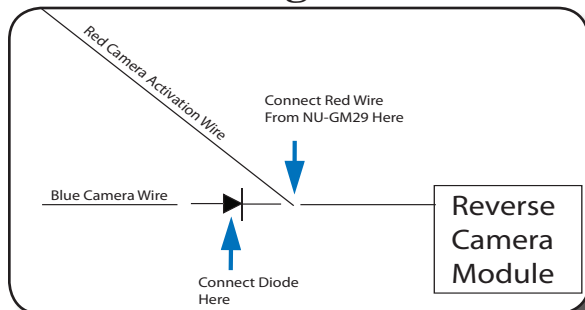 Red Camera Activation Wire
Connect Red Wire
From NU-GM29 Here
Blue Camera Wire
Reverse
Camera
Module
Connect Diode
Here